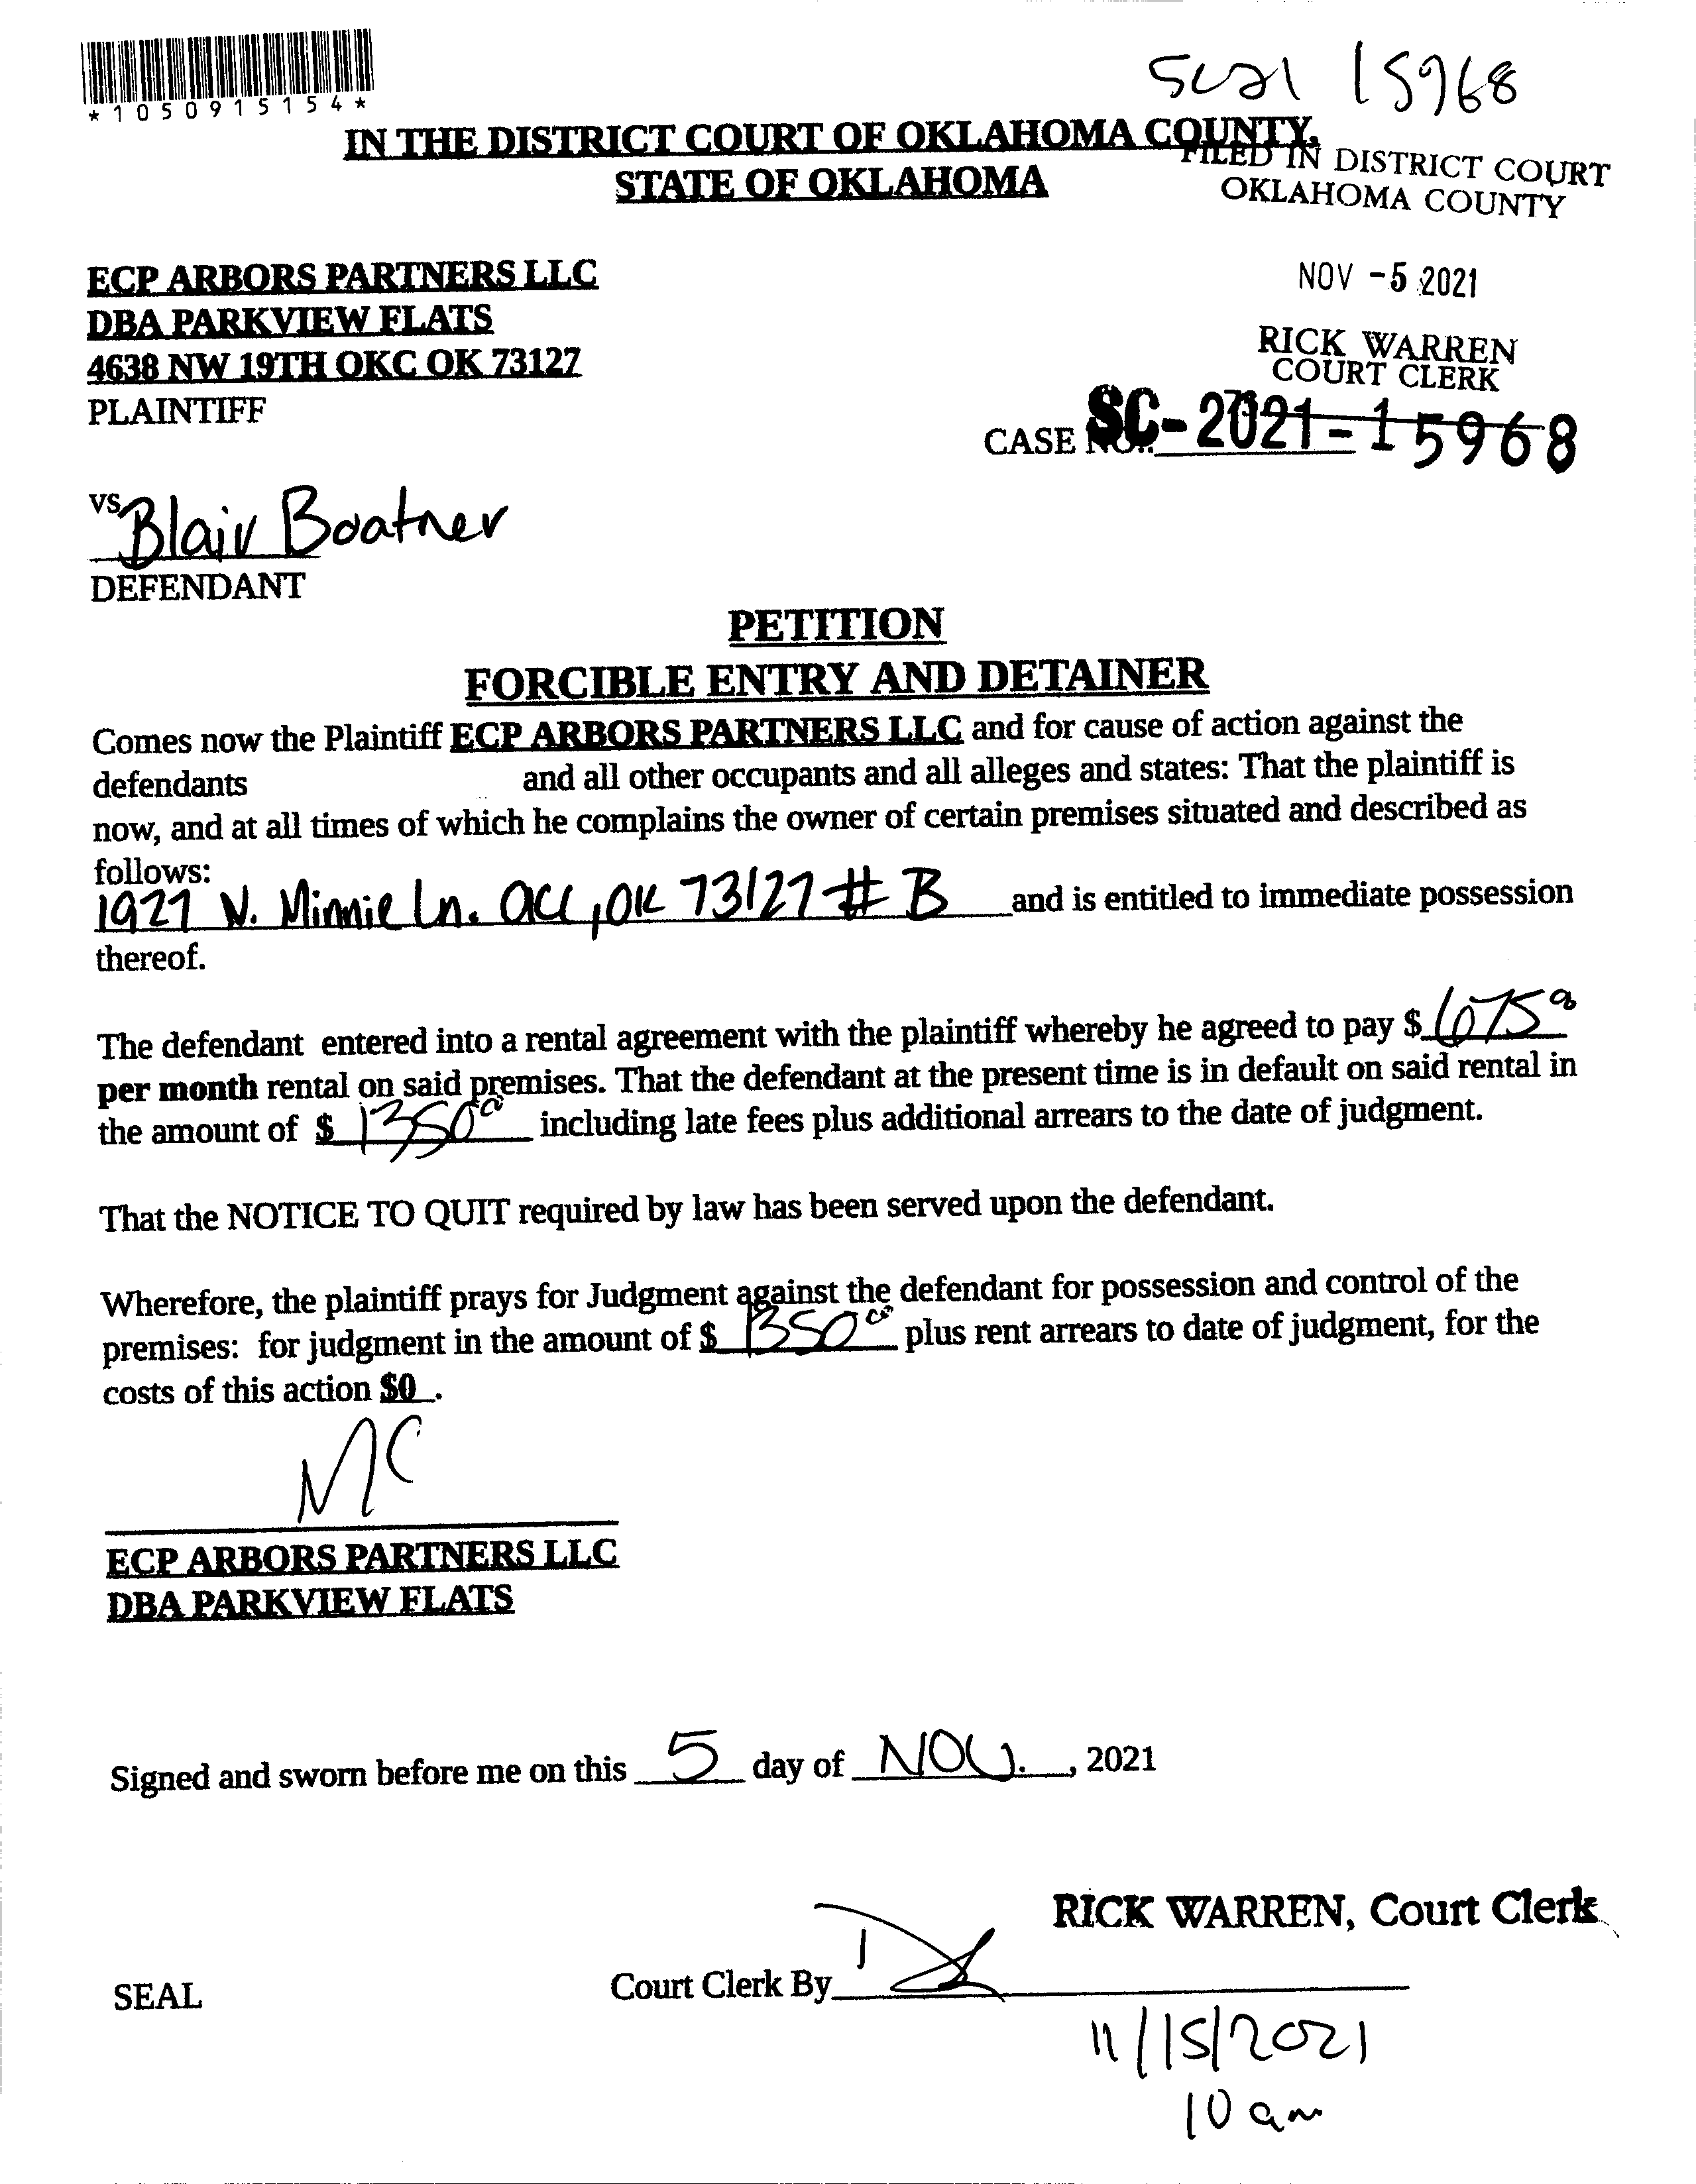 *1050915154*
SC21 15968
IN THE DISTRICT COURT OF OKLAHOMA COUNTY,
STATE OF OKLAHOMA
FILED IN DISTRICT COURT
OKLAHOMA COUNTY
NOV -5 2021
RICK WARREN
COURT CLERK
ECP ARBORS PARTNERS LLC
DBA PARKVIEW FLATS
4638 NW 19TH OKC OK 73127
PLAINTIFF
CASE NO.: SC-2021-15968
VS
Blair Boatner
DEFENDANT
PETITION
FORCIBLE ENTRY AND DETAINER
Comes now the Plaintiff ECP ARBORS PARTNERS LLC and for cause of action against the
defendants and all other occupants and all alleges and states: That the plaintiff is
now, and at all times of which he complains the owner of certain premises situated and described as
follows:
1927 N. Minnie Ln. OCC, OK 73127 # B and is entitled to immediate possession
thereof.
The defendant entered into a rental agreement with the plaintiff whereby he agreed to pay $ 675 00
per month rental on said premises. That the defendant at the present time is in default on said rental in
the amount of $ 1350 00 including late fees plus additional arrears to the date of judgment.
That the NOTICE TO QUIT required by law has been served upon the defendant.
Wherefore, the plaintiff prays for Judgment against the defendant for possession and control of the
premises: for judgment in the amount of $ 1350 00 plus rent arrears to date of judgment, for the
costs of this action $0 .
MC
ECP ARBORS PARTNERS LLC
DBA PARKVIEW FLATS
Signed and sworn before me on this 5 day of NOV. , 2021
RICK WARREN, Court Clerk
SEAL
Court Clerk By
11/15/2021
10 am